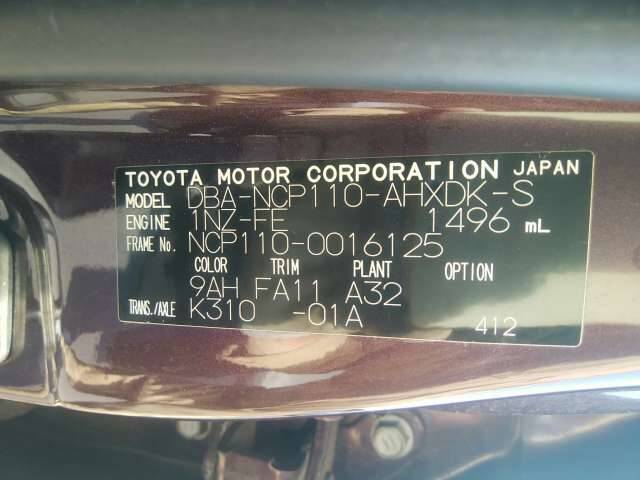 TOYOTA MOTOR CORPORATION JAPAN
MODEL DBA-NCP110-AHXDK-S
ENGINE 1NZ-FE 1496 mL
FRAME No. NCP110-0016125
COLOR TRIM PLANT OPTION
9AH FA11 A32
TRANS./AXLE K310 -01A
412